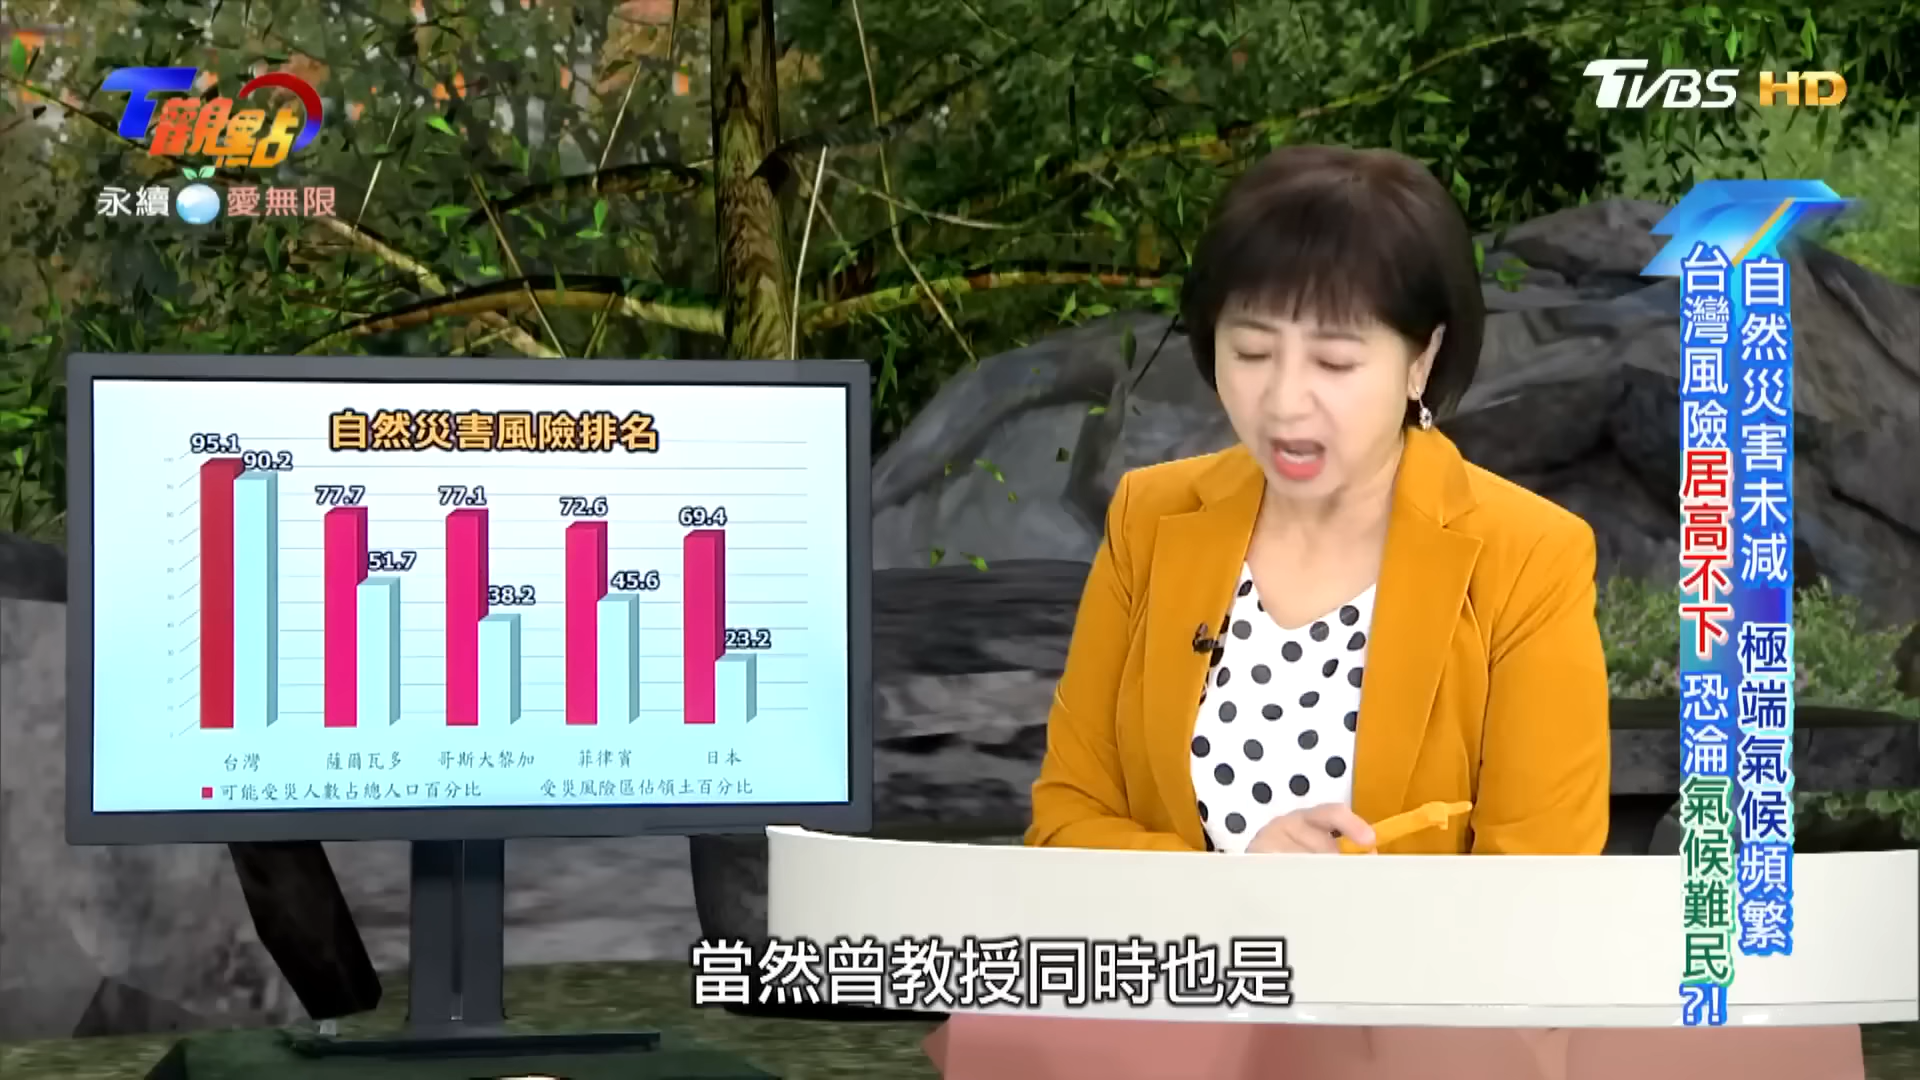 T觀點
永續愛無限
TVBS HD
自然災害未減 極端氣候頻繁
台灣風險居高不下 恐淪氣候難民?!
自然災害風險排名
95.1
90.2
77.7
51.7
77.1
38.2
72.6
45.6
69.4
23.2
台灣 薩爾瓦多 哥斯大黎加 菲律賓 日本
可能受災人數占總人口百分比 受災風險區佔領土百分比
當然曾教授同時也是